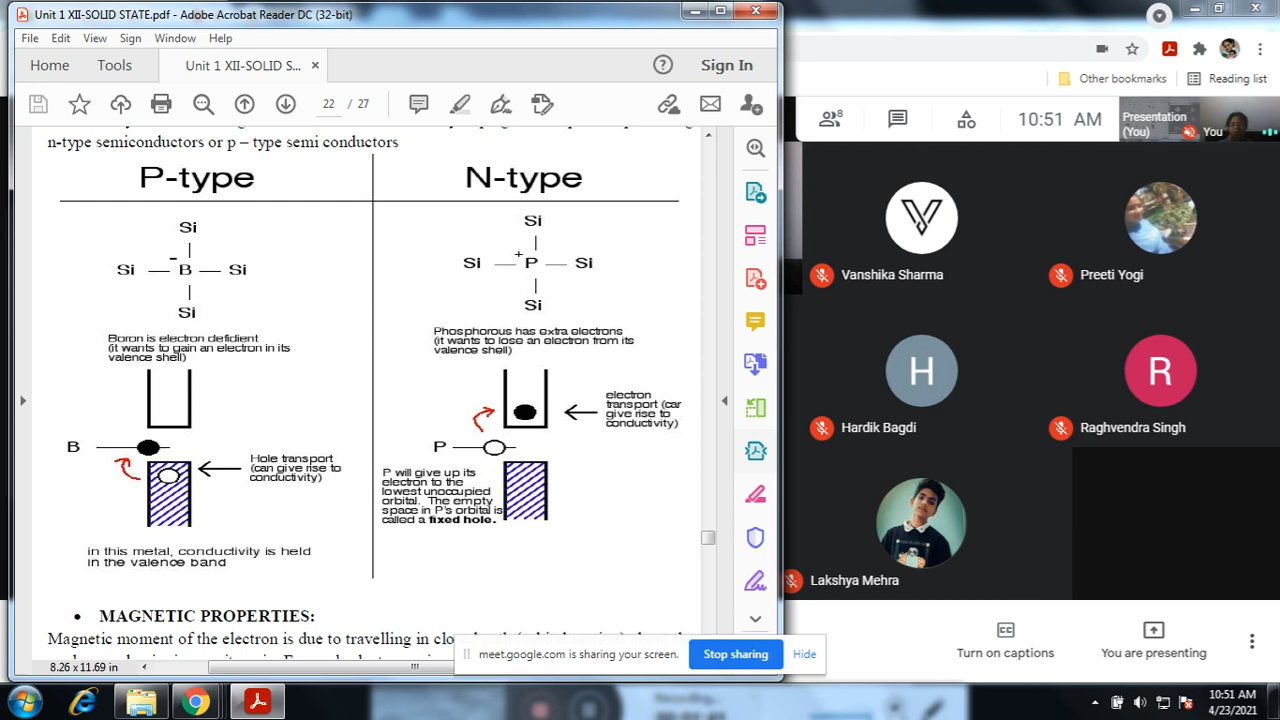 Unit 1 XII-SOLID STATE.pdf - Adobe Acrobat Reader DC (32-bit)
File Edit View Sign Window Help
Home Tools Unit 1 XII-SOLID S... × Sign In
22 / 27
n-type semiconductors or p – type semi conductors
P-type
Si
Si - B Si
Si
Boron is electron defidient
(it wants to gain an electron in its
valence shell)
B
Hole transport
(can give rise to
conductivity)
in this metal, conductivity is held
in the valence band
N-type
Si
Si + P Si
Si
Phosphorous has extra electrons
(it wants to lose an electron from its
valence shell)
electron
transport (car
give rise to
conductivity)
P
P will give up its
electron to the
lowest unoccupied
orbital. The empty
space in P's orbital is
called a fixed hole.
• MAGNETIC PROPERTIES:
Magnetic moment of the electron is due to travelling in
8.26 x 11.69 in
meet.google.com is sharing your screen. Stop sharing Hide
Other bookmarks Reading list
8 10:51 AM
Presentation
(You) You
Vanshika Sharma
Preeti Yogi
H
Hardik Bagdi
R
Raghvendra Singh
Lakshya Mehra
Turn on captions You are presenting
Recording...
10:51 AM
4/23/2021